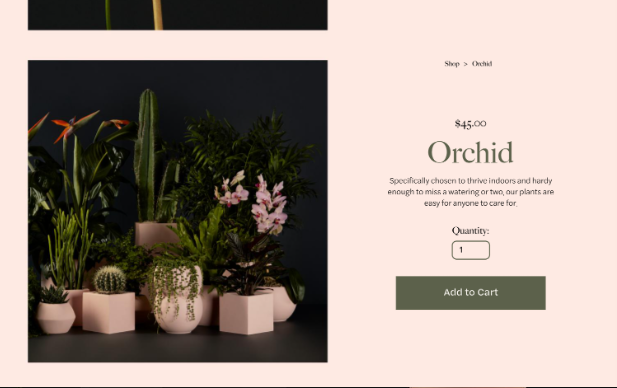 Shop > Orchid
$45.00
Orchid
Specifically chosen to thrive indoors and hardy
enough to miss a watering or two, our plants are
easy for anyone to care for.
Quantity:
1
Add to Cart